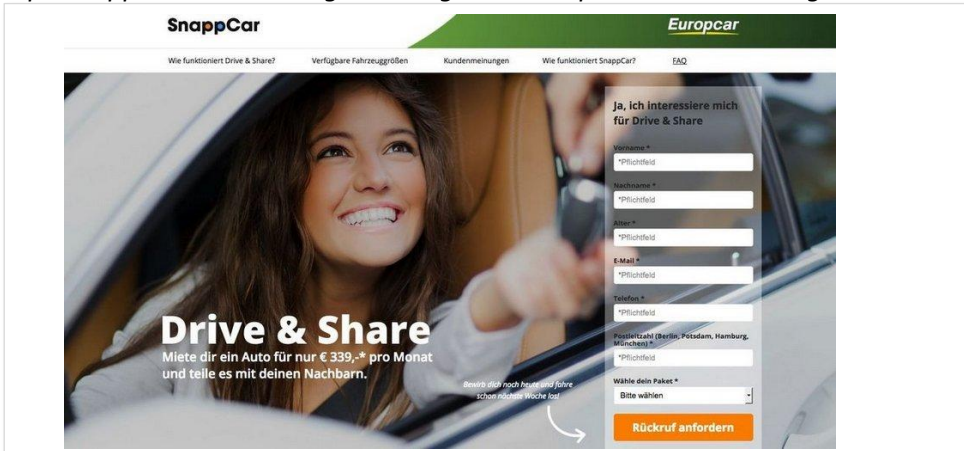 SnappCar
Europcar
Wie funktioniert Drive & Share?
Verfügbare Fahrzeuggrößen
Kundenmeinungen
Wie funktioniert SnappCar?
FAQ
Ja, ich interessiere mich
für Drive & Share
Vorname *
*Pflichtfeld
Nachname *
*Pflichtfeld
Alter *
*Pflichtfeld
E-Mail *
*Pflichtfeld
Telefon *
*Pflichtfeld
Postleitzahl (Berlin, Potsdam, Hamburg,
München) *
*Pflichtfeld
Wähle dein Paket *
Bitte wählen
Rückruf anfordern
Drive & Share
Miete dir ein Auto für nur € 339,-* pro Monat
und teile es mit deinen Nachbarn.
Bewirb dich noch heute und fahre
schon nächste Woche los!